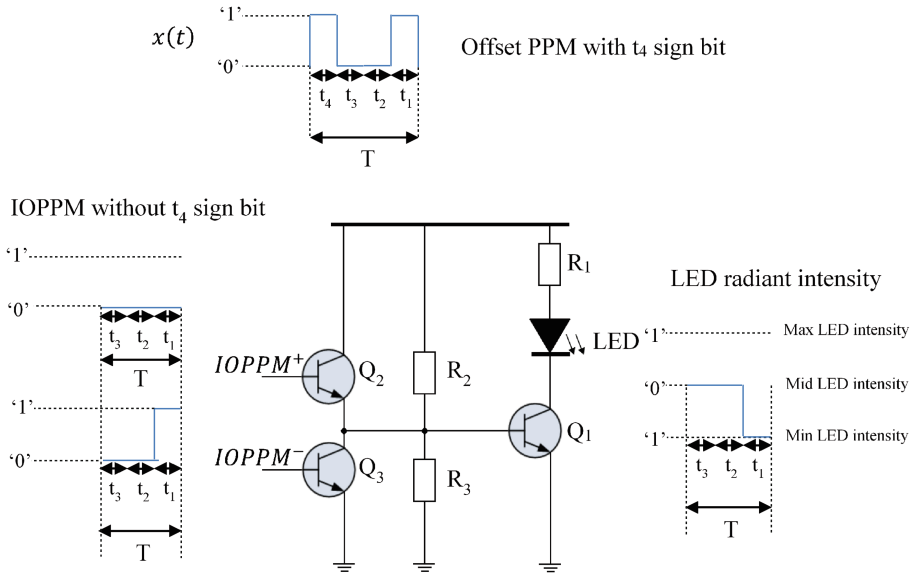 ‘1’
x(t)
‘0’
Offset PPM with t4 sign bit
t4 t3 t2 t1
T
IOPPM without t4 sign bit
‘1’
‘0’
t3 t2 t1
T
‘1’
‘0’
t3 t2 t1
T
IOPPM+
Q2
IOPPM−
Q3
R2
R3
R1
LED
Q1
LED radiant intensity
‘1’
Max LED intensity
‘0’
Mid LED intensity
‘1’
Min LED intensity
t3 t2 t1
T